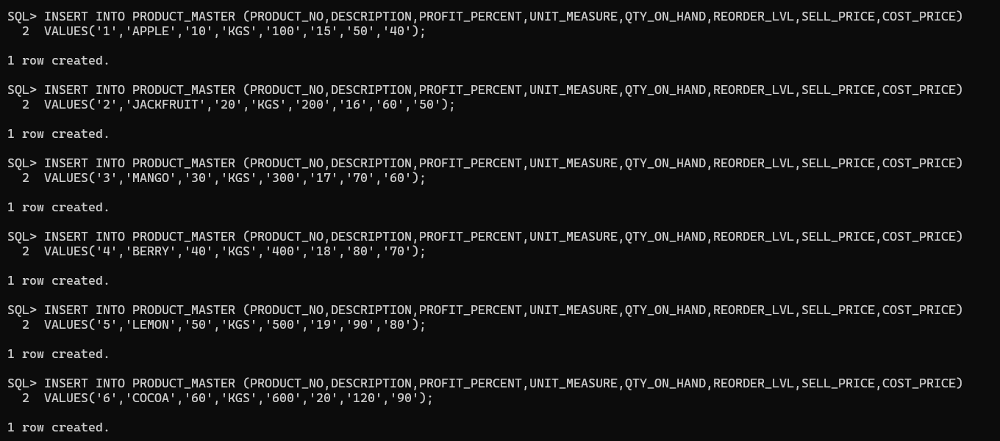 SQL> INSERT INTO PRODUCT_MASTER (PRODUCT_NO,DESCRIPTION,PROFIT_PERCENT,UNIT_MEASURE,QTY_ON_HAND,REORDER_LVL,SELL_PRICE,COST_PRICE)
  2  VALUES('1','APPLE','10','KGS','100','15','50','40');
1 row created.
SQL> INSERT INTO PRODUCT_MASTER (PRODUCT_NO,DESCRIPTION,PROFIT_PERCENT,UNIT_MEASURE,QTY_ON_HAND,REORDER_LVL,SELL_PRICE,COST_PRICE)
  2  VALUES('2','JACKFRUIT','20','KGS','200','16','60','50');
1 row created.
SQL> INSERT INTO PRODUCT_MASTER (PRODUCT_NO,DESCRIPTION,PROFIT_PERCENT,UNIT_MEASURE,QTY_ON_HAND,REORDER_LVL,SELL_PRICE,COST_PRICE)
  2  VALUES('3','MANGO','30','KGS','300','17','70','60');
1 row created.
SQL> INSERT INTO PRODUCT_MASTER (PRODUCT_NO,DESCRIPTION,PROFIT_PERCENT,UNIT_MEASURE,QTY_ON_HAND,REORDER_LVL,SELL_PRICE,COST_PRICE)
  2  VALUES('4','BERRY','40','KGS','400','18','80','70');
1 row created.
SQL> INSERT INTO PRODUCT_MASTER (PRODUCT_NO,DESCRIPTION,PROFIT_PERCENT,UNIT_MEASURE,QTY_ON_HAND,REORDER_LVL,SELL_PRICE,COST_PRICE)
  2  VALUES('5','LEMON','50','KGS','500','19','90','80');
1 row created.
SQL> INSERT INTO PRODUCT_MASTER (PRODUCT_NO,DESCRIPTION,PROFIT_PERCENT,UNIT_MEASURE,QTY_ON_HAND,REORDER_LVL,SELL_PRICE,COST_PRICE)
  2  VALUES('6','COCOA','60','KGS','600','20','120','90');
1 row created.